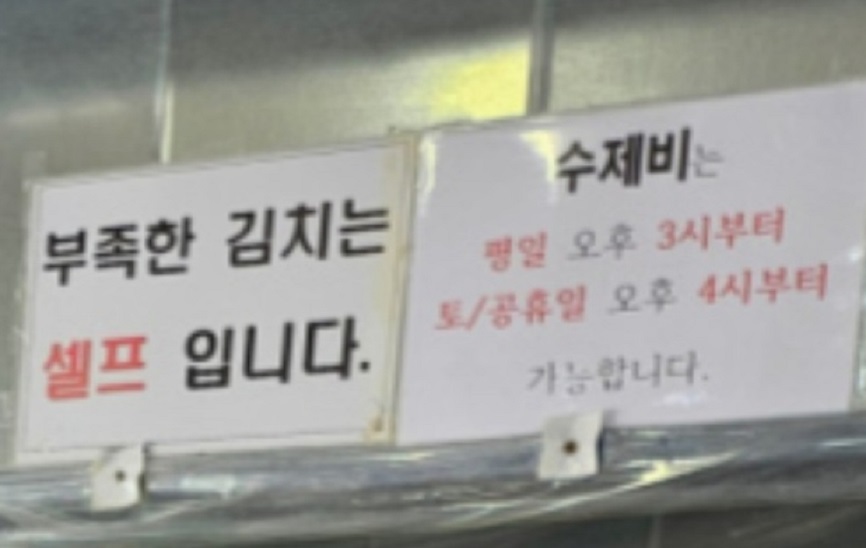 부족한 김치는
셀프 입니다.
수제비는
평일 오후 3시부터
토/공휴일 오후 4시부터
가능합니다.